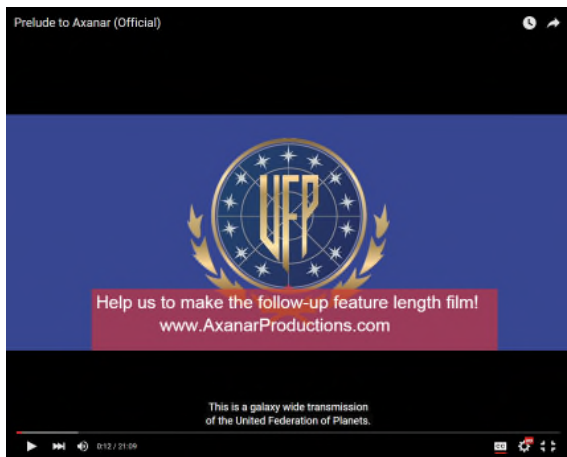 Prelude to Axanar (Official)
UFP
Help us to make the follow-up feature length film!
www.AxanarProductions.com
This is a galaxy wide transmission
of the United Federation of Planets.
0:12 / 21:09
CC